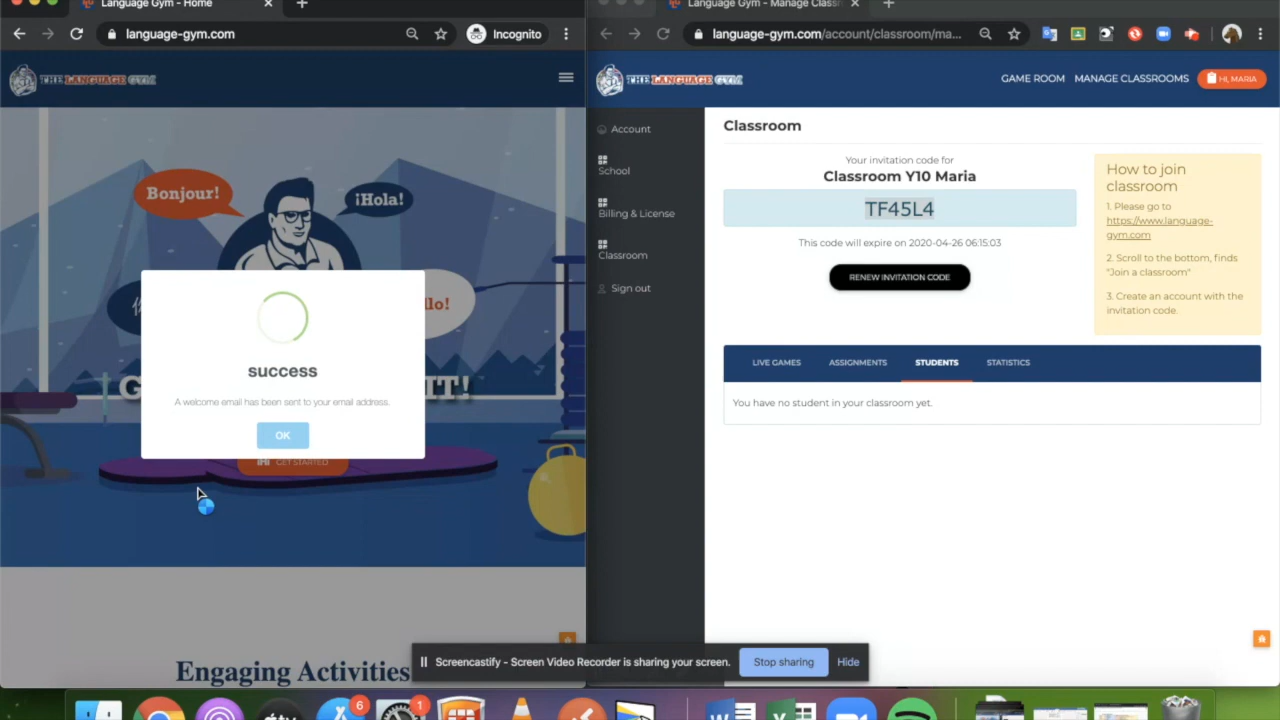 Language Gym - Home
language-gym.com
Incognito
THE LANGUAGE GYM
Bonjour!
¡Hola!
success
A welcome email has been sent to your email address.
OK
GET STARTED
IT!
Engaging Activities
Language Gym - Manage Class
language-gym.com/account/classroom/ma...
THE LANGUAGE GYM
GAME ROOM
MANAGE CLASSROOMS
HI, MARIA
Account
School
Billing & License
Classroom
Sign out
Classroom
Your invitation code for
Classroom Y10 Maria
TF45L4
This code will expire on 2020-04-26 06:15:03
RENEW INVITATION CODE
How to join
classroom
1. Please go to
https://www.language-
gym.com
2. Scroll to the bottom, finds
"Join a classroom"
3. Create an account with the
invitation code.
LIVE GAMES
ASSIGNMENTS
STUDENTS
STATISTICS
You have no student in your classroom yet.
Screencastify - Screen Video Recorder is sharing your screen.
Stop sharing
Hide
6
1
tv